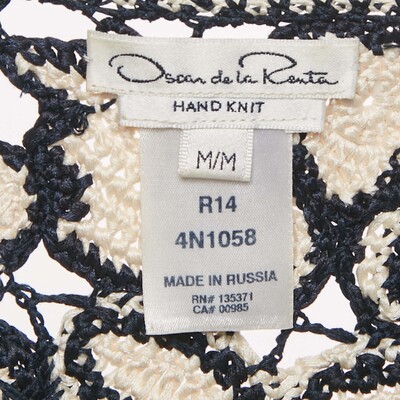 Oscar de la Renta
HAND KNIT
M/M
R14
4N1058
MADE IN RUSSIA
RN# 135371
CA# 00985